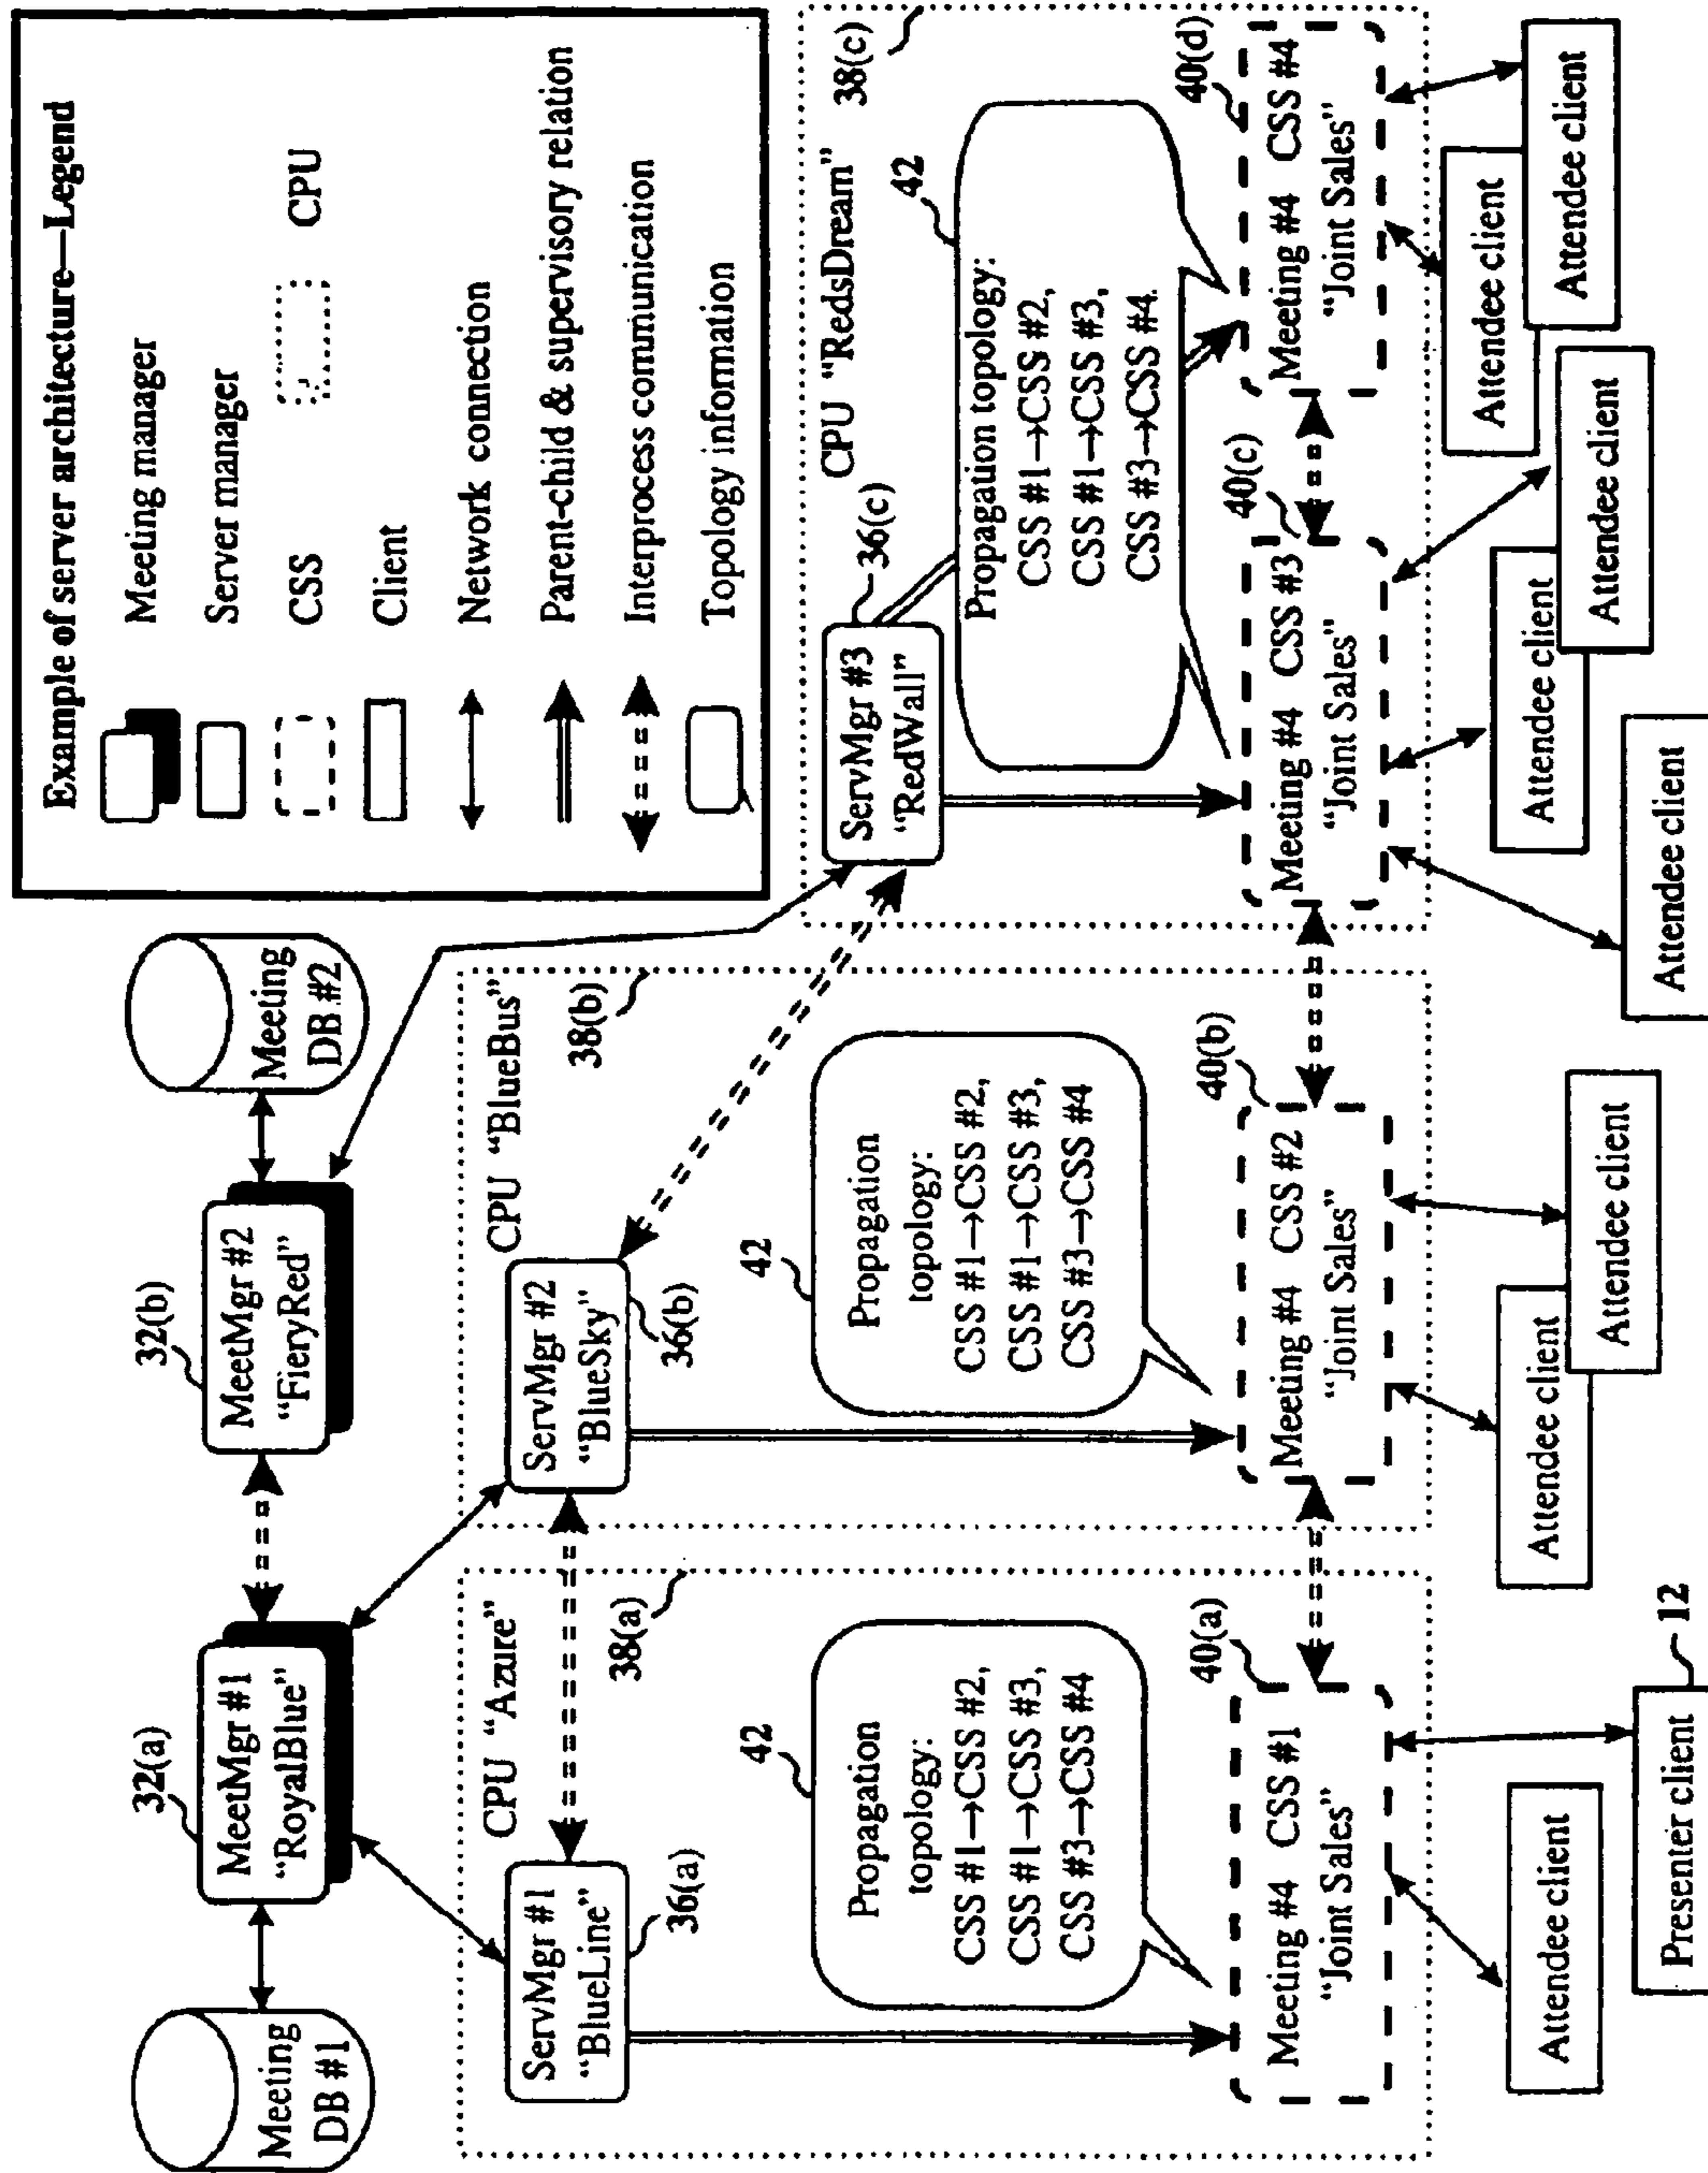 Example of server architecture—Legend
Meeting manager
Server manager
CSS
CPU
Client
Network connection
Parent-child & supervisory relation
Interprocess communication
Topology information
Meeting
DB #1
32(a)
MeetMgr #1
"RoyalBlue"
32(b)
MeetMgr #2
"FieryRed"
Meeting
DB #2
CPU "Azure"
ServMgr #1
"BlueLine"
36(a)
38(a)
42
Propagation
topology:
CSS #1→CSS #2,
CSS #1→CSS #3,
CSS #3→CSS #4
40(a)
Meeting #4 CSS #1
"Joint Sales"
Attendee client
Presenter client
12
CPU "BlueBus"
ServMgr #2
"BlueSky"
36(b)
38(b)
42
Propagation
topology:
CSS #1→CSS #2,
CSS #1→CSS #3,
CSS #3→CSS #4
40(b)
Meeting #4 CSS #2
"Joint Sales"
Attendee client
Attendee client
CPU "RedsDream"
38(c)
ServMgr #3
"RedWall"
36(c)
42
Propagation topology:
CSS #1→CSS #2,
CSS #1→CSS #3,
CSS #3→CSS #4.
40(c)
Meeting #4 CSS #3
"Joint Sales"
40(d)
Meeting #4 CSS #4
"Joint Sales"
Attendee client
Attendee client
Attendee client
Attendee client
Attendee client